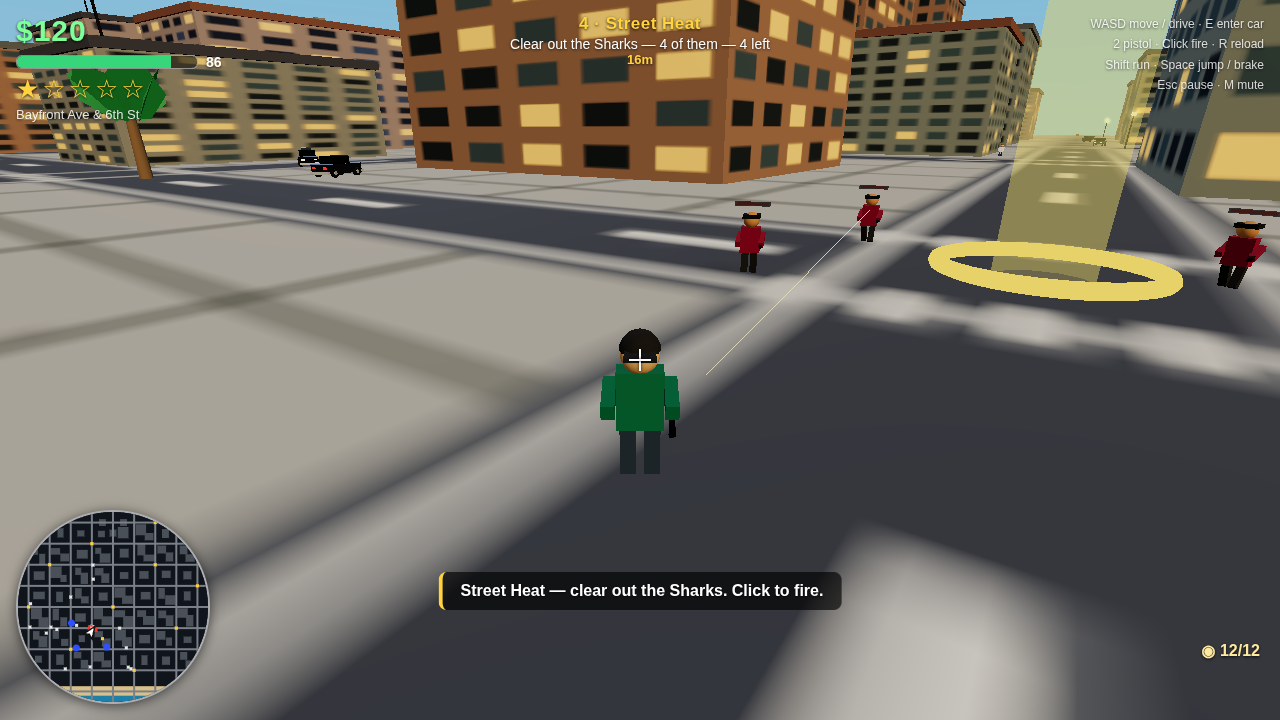 $120
86
Bayfront Ave & 6th St
4 · Street Heat
Clear out the Sharks — 4 of them — 4 left
16m
WASD move / drive · E enter car
2 pistol · Click fire · R reload
Shift run · Space jump / brake
Esc pause · M mute
Street Heat — clear out the Sharks. Click to fire.
12/12